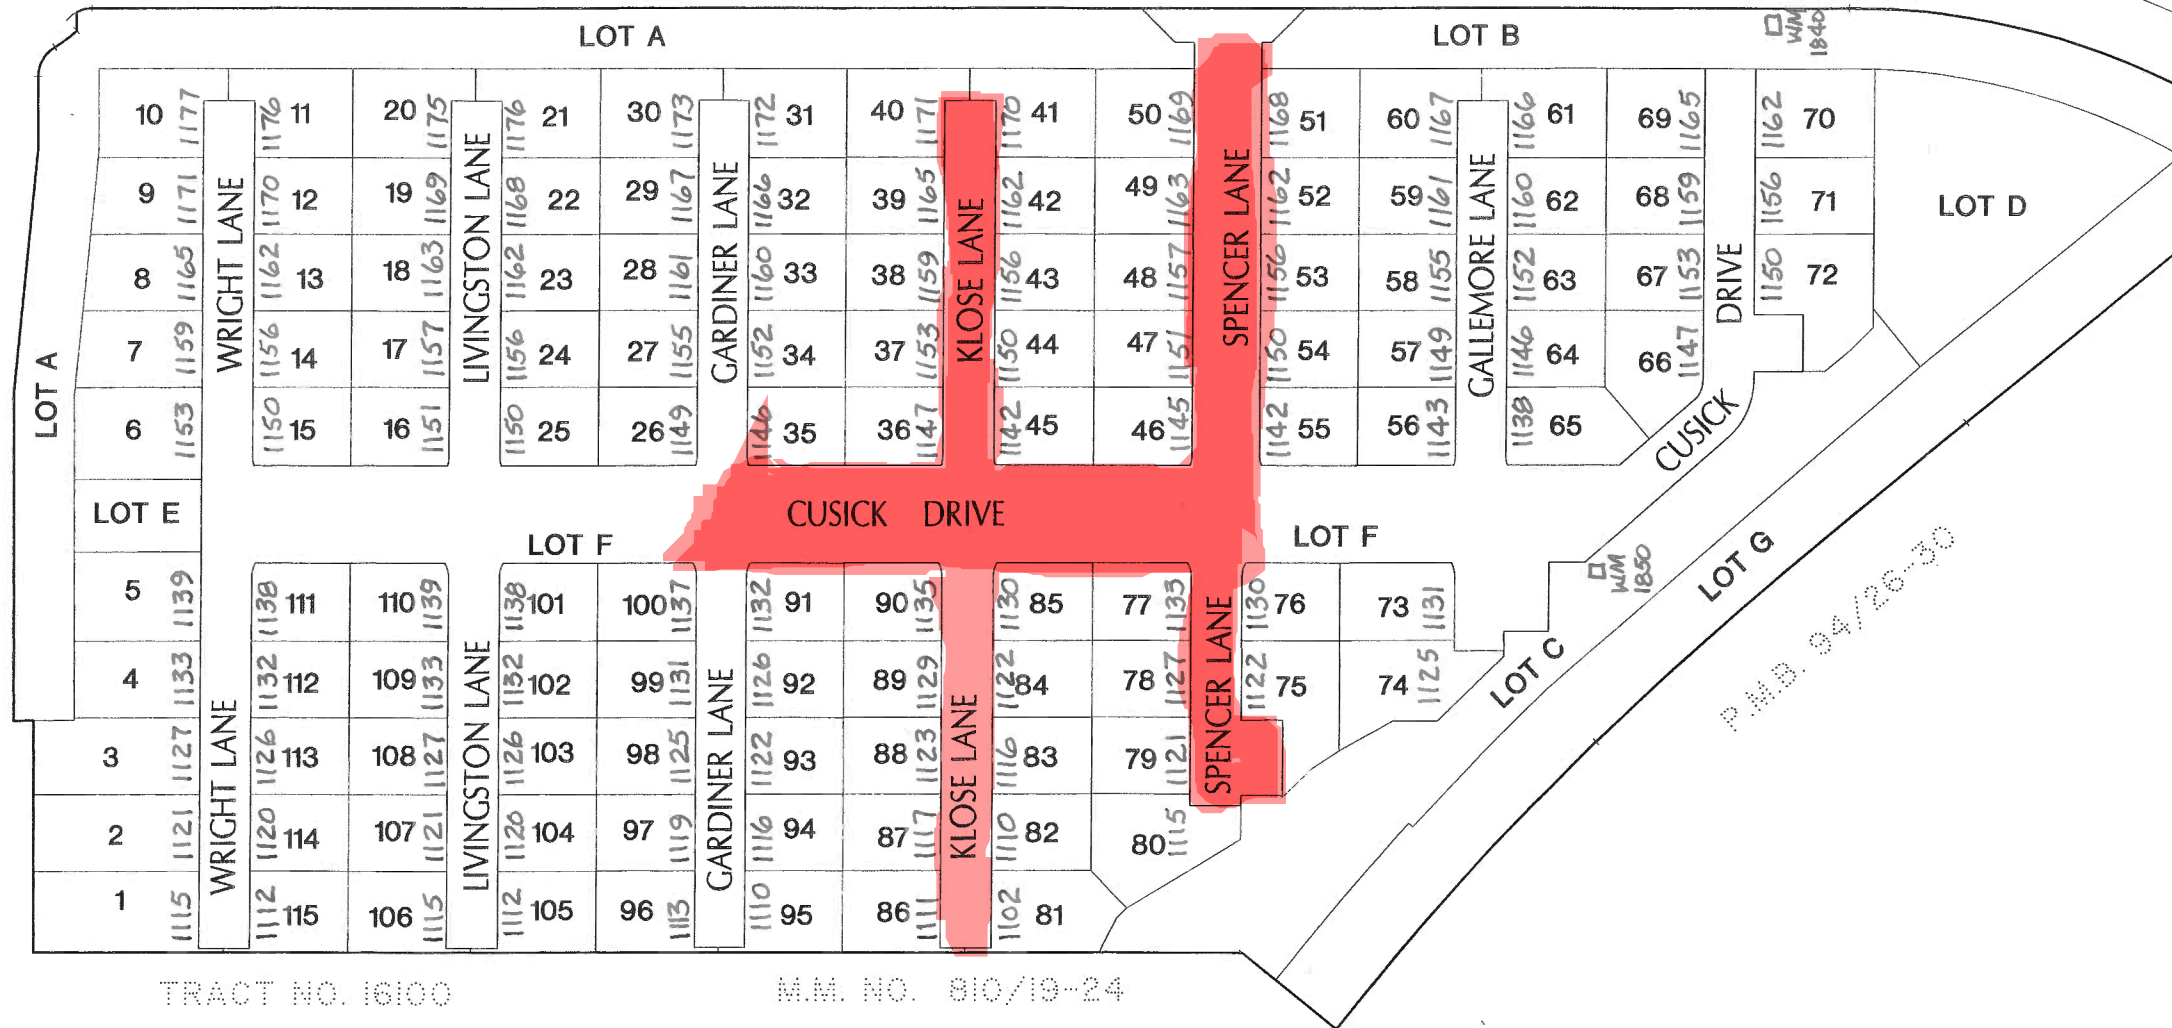 LOT A
LOT B
WM
1840
10 1177 1176 11 20 1175 1176 21 30 1173 1172 31 40 1171 1170 41 50 1169 1168 51 60 1167 1166 61 69 1165 1162 70
9 1171 1170 12 19 1169 1168 22 29 1167 1166 32 39 1165 1162 42 49 1163 1162 52 59 1161 1160 62 68 1159 1156 71
8 1165 1162 13 18 1163 1162 23 28 1161 1160 33 38 1159 1156 43 48 1157 1156 53 58 1155 1152 63 67 1153 1150 72
7 1159 1156 14 17 1157 1156 24 27 1155 1152 34 37 1153 1150 44 47 1151 1150 54 57 1149 1146 64 66 1147
6 1153 1150 15 16 1151 1150 25 26 1149 1146 35 36 1147 1142 45 46 1145 1142 55 56 1143 1138 65
WRIGHT LANE
LIVINGSTON LANE
GARDINER LANE
KLOSE LANE
SPENCER LANE
GALLEMORE LANE
CUSICK DRIVE
LOT D
LOT A
LOT E
CUSICK DRIVE
LOT F
LOT F
WM
1850
5 1139 1138 111 110 1139 1138 101 100 1137 1132 91 90 1135 1130 85 77 1133 1130 76 73 1131
4 1133 1132 112 109 1133 1132 102 99 1131 1126 92 89 1129 1122 84 78 1127 1122 75 74 1125
3 1127 1126 113 108 1127 1126 103 98 1125 1122 93 88 1123 1116 83 79 1121
2 1121 1120 114 107 1121 1120 104 97 1119 1116 94 87 1117 1110 82 80 1115
1 1115 1112 115 106 1115 1112 105 96 1113 1110 95 86 1111 1102 81
WRIGHT LANE
LIVINGSTON LANE
GARDINER LANE
KLOSE LANE
SPENCER LANE
LOT C
LOT G
P.M.B. 94/26-30
TRACT NO. 16100
M.M. NO. 810/19-24